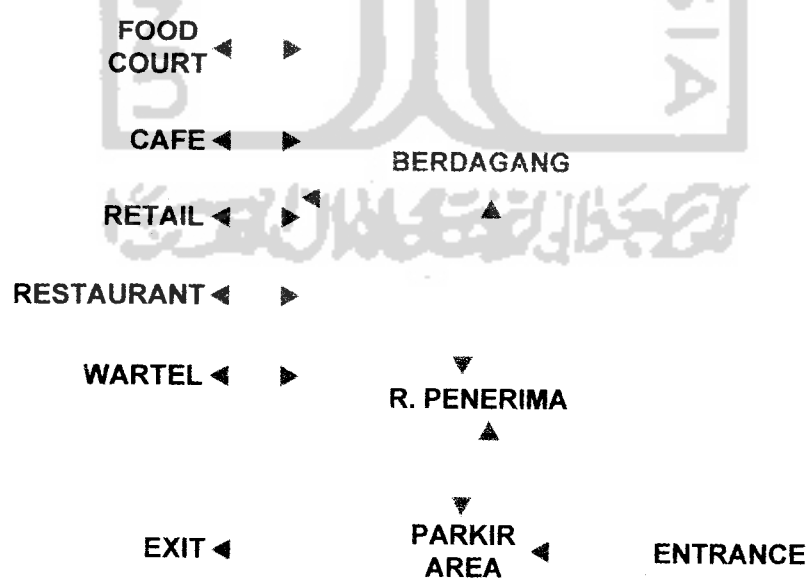 FOOD
COURT
CAFE
BERDAGANG
RETAIL
RESTAURANT
WARTEL
R. PENERIMA
EXIT
PARKIR
AREA
ENTRANCE